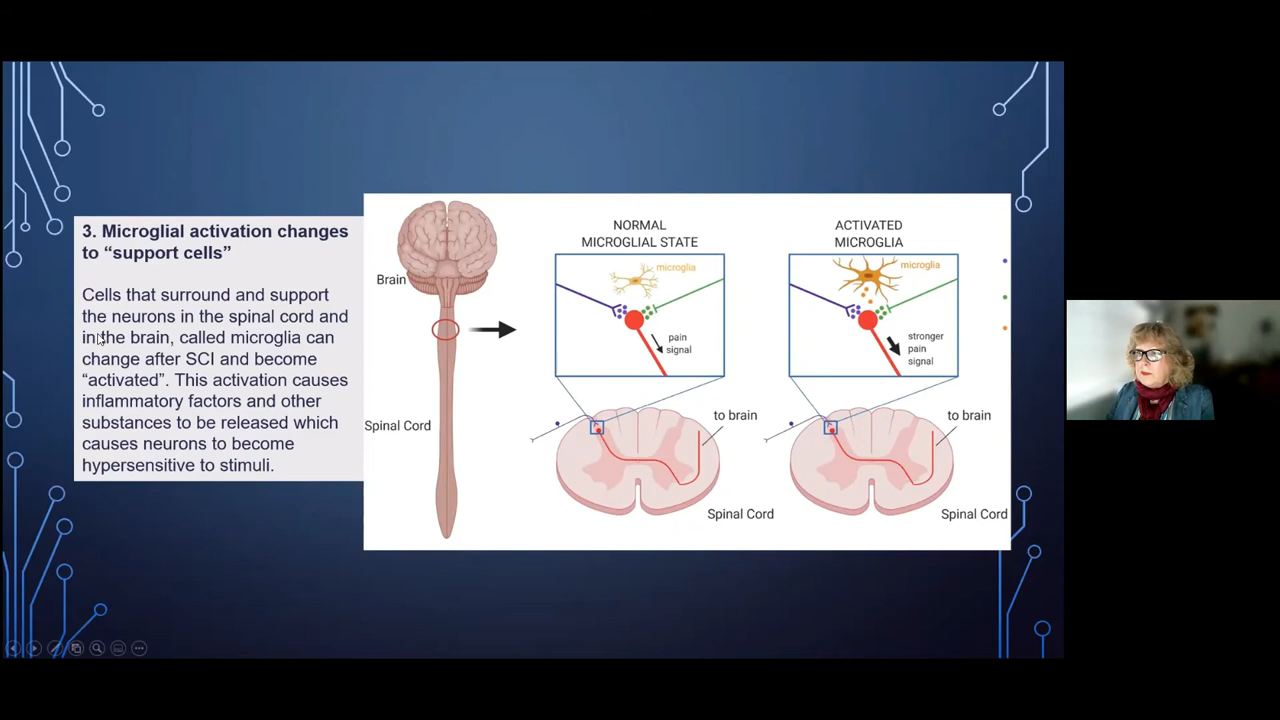 3. Microglial activation changes
to “support cells”
Cells that surround and support
the neurons in the spinal cord and
in the brain, called microglia can
change after SCI and become
“activated”. This activation causes
inflammatory factors and other
substances to be released which
causes neurons to become
hypersensitive to stimuli.
Brain
Spinal Cord
NORMAL
MICROGLIAL STATE
microglia
pain
signal
to brain
Spinal Cord
ACTIVATED
MICROGLIA
microglia
stronger
pain
signal
to brain
Spinal Cord